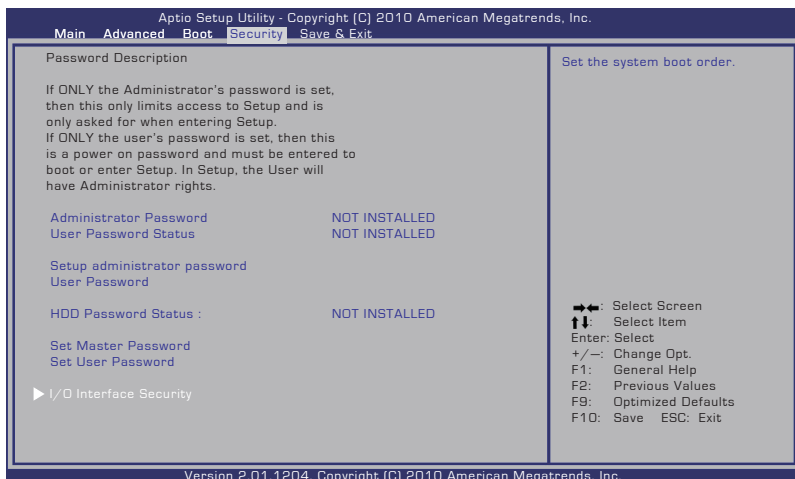 Aptio Setup Utility - Copyright (C) 2010 American Megatrends, Inc.
Main Advanced Boot Security Save & Exit
Password Description
If ONLY the Administrator's password is set,
then this only limits access to Setup and is
only asked for when entering Setup.
If ONLY the user's password is set, then this
is a power on password and must be entered to
boot or enter Setup. In Setup, the User will
have Administrator rights.
Administrator Password NOT INSTALLED
User Password Status NOT INSTALLED
Setup administrator password
User Password
HDD Password Status : NOT INSTALLED
Set Master Password
Set User Password
I/O Interface Security
Set the system boot order.
→←: Select Screen
↑↓: Select Item
Enter: Select
+/—: Change Opt.
F1: General Help
F2: Previous Values
F9: Optimized Defaults
F10: Save ESC: Exit
Version 2.01.1204. Copyright (C) 2010 American Megatrends, Inc.